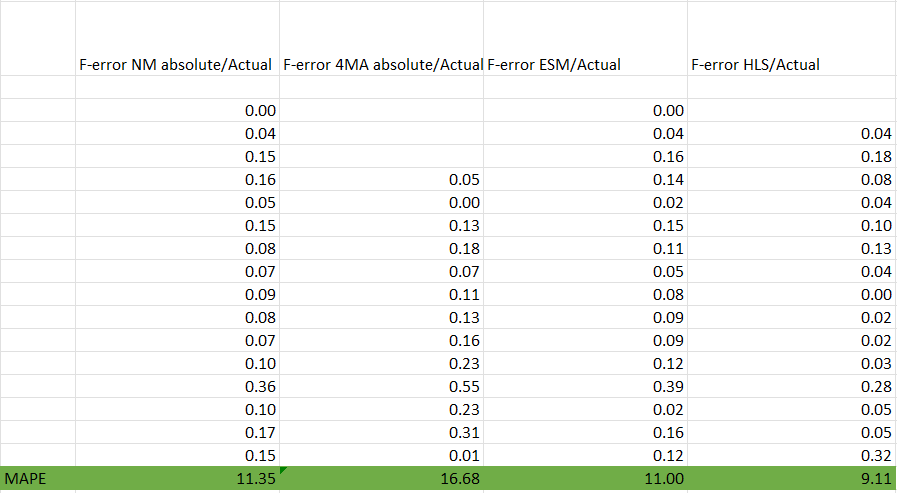 F-error NM absolute/Actual F-error 4MA absolute/Actual F-error ESM/Actual F-error HLS/Actual
0.00 0.00
0.04 0.04 0.04
0.15 0.16 0.18
0.16 0.05 0.14 0.08
0.05 0.00 0.02 0.04
0.15 0.13 0.15 0.10
0.08 0.18 0.11 0.13
0.07 0.07 0.05 0.04
0.09 0.11 0.08 0.00
0.08 0.13 0.09 0.02
0.07 0.16 0.09 0.02
0.10 0.23 0.12 0.03
0.36 0.55 0.39 0.28
0.10 0.23 0.02 0.05
0.17 0.31 0.16 0.05
0.15 0.01 0.12 0.32
MAPE 11.35 16.68 11.00 9.11